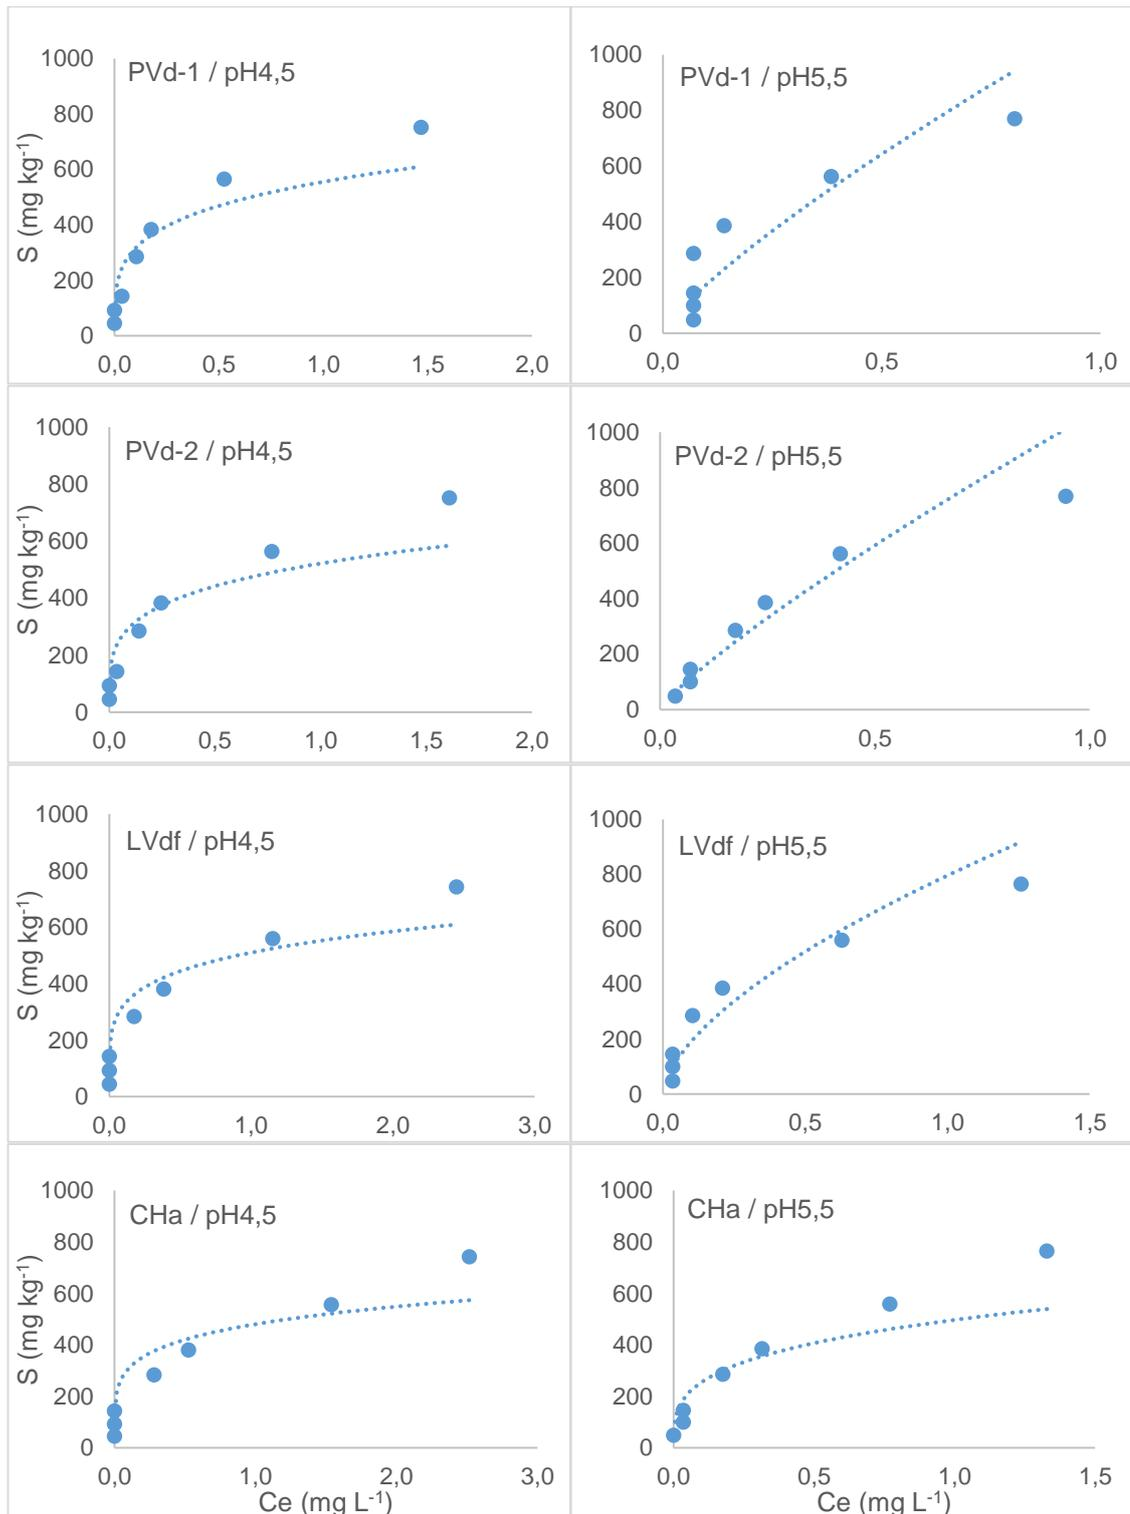 PVd-1 / pH4,5
S (mg kg-1)
1000
800
600
400
200
0
0,0 0,5 1,0 1,5 2,0
PVd-1 / pH5,5
1000
800
600
400
200
0
0,0 0,5 1,0
PVd-2 / pH4,5
S (mg kg-1)
1000
800
600
400
200
0
0,0 0,5 1,0 1,5 2,0
PVd-2 / pH5,5
1000
800
600
400
200
0
0,0 0,5 1,0
LVdf / pH4,5
S (mg kg-1)
1000
800
600
400
200
0
0,0 1,0 2,0 3,0
LVdf / pH5,5
1000
800
600
400
200
0
0,0 0,5 1,0 1,5
CHa / pH4,5
S (mg kg-1)
1000
800
600
400
200
0
0,0 1,0 2,0 3,0
Ce (mg L-1)
CHa / pH5,5
1000
800
600
400
200
0
0,0 0,5 1,0 1,5
Ce (mg L-1)